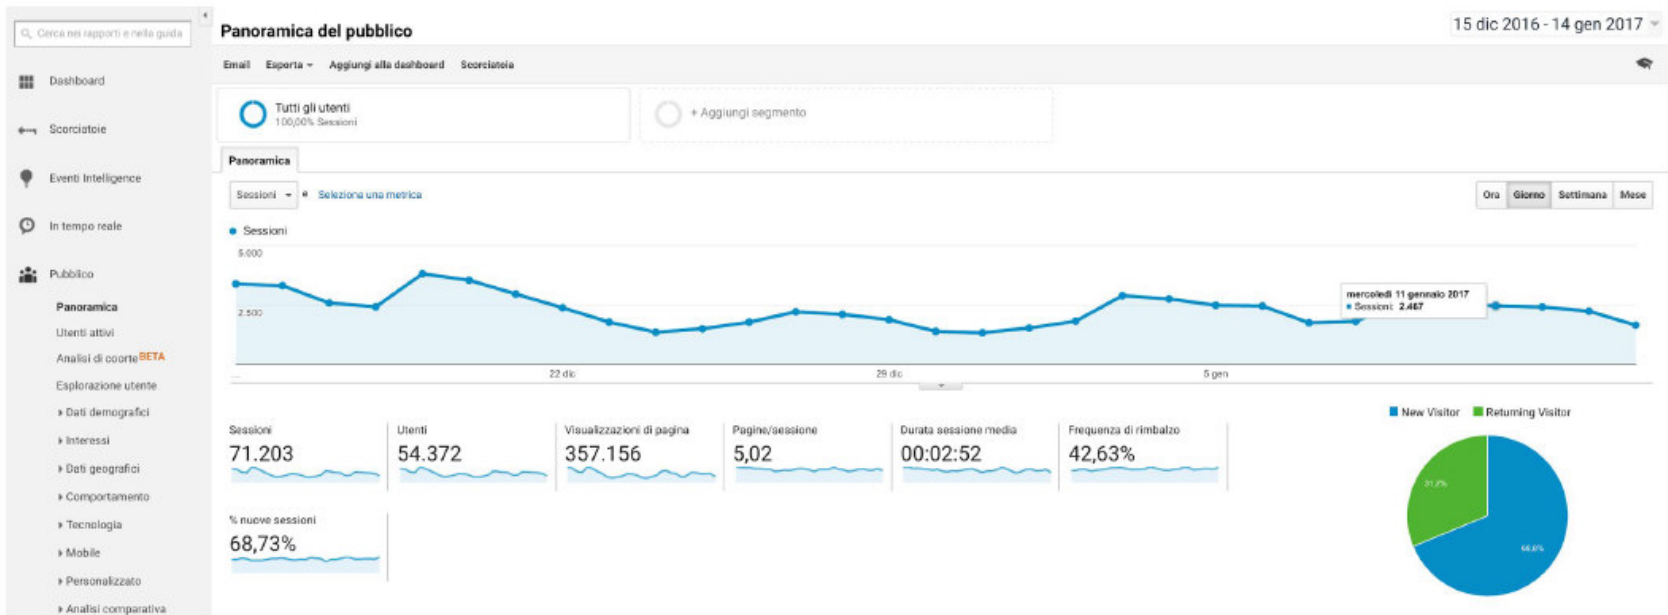 Cerca nei rapporti e nella guida
Dashboard
Scorciatoie
Eventi Intelligence
In tempo reale
Pubblico
Panoramica
Utenti attivi
Analisi di coorte BETA
Esplorazione utente
Dati demografici
Interessi
Dati geografici
Comportamento
Tecnologia
Mobile
Personalizzato
Analisi comparativa
Panoramica del pubblico
15 dic 2016 - 14 gen 2017
Email Esporta Aggiungi alla dashboard Scorciatoia
Tutti gli utenti
100,00% Sessioni
+ Aggiungi segmento
Panoramica
Sessioni e Seleziona una metrica
Ora Giorno Settimana Mese
Sessioni
5.000
2.500
mercoledì 11 gennaio 2017
Sessioni: 2.467
... 22 dic 29 dic 5 gen
New Visitor Returning Visitor
Sessioni
71.203
Utenti
54.372
Visualizzazioni di pagina
357.156
Pagine/sessione
5,02
Durata sessione media
00:02:52
Frequenza di rimbalzo
42,63%
% nuove sessioni
68,73%
31,2%
68,8%